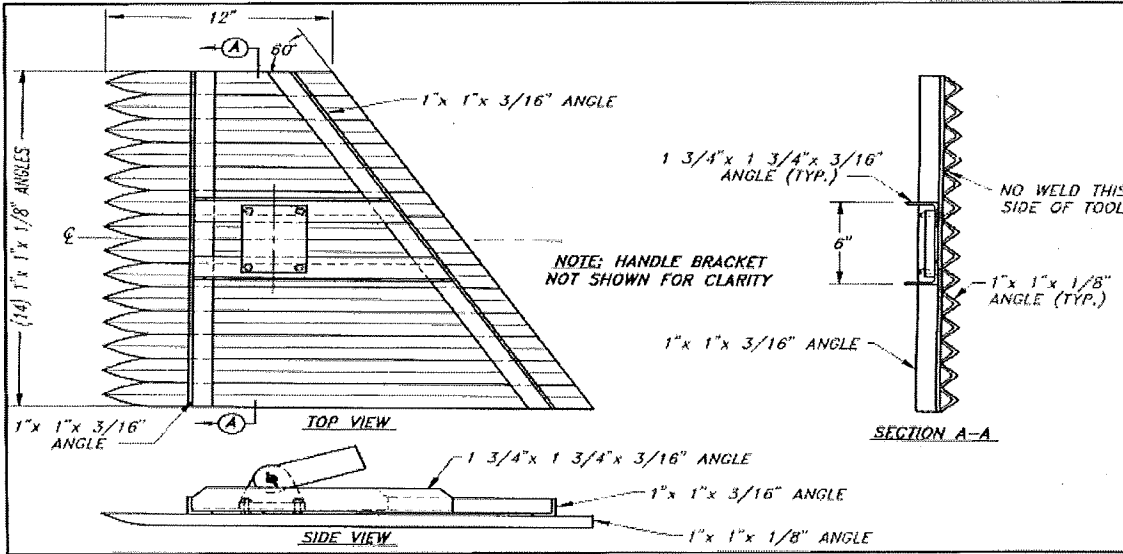 12"
A
60°
1"x 1"x 3/16" ANGLE
(14) 1"x 1"x 1/8" ANGLES
℄
NOTE: HANDLE BRACKET
NOT SHOWN FOR CLARITY
1"x 1"x 3/16"
ANGLE
A
TOP VIEW
1 3/4"x 1 3/4"x 3/16"
ANGLE (TYP.)
NO WELD THIS
SIDE OF TOOL
6"
1"x 1"x 1/8"
ANGLE (TYP.)
1"x 1"x 3/16" ANGLE
SECTION A-A
1 3/4"x 1 3/4"x 3/16" ANGLE
1"x 1"x 3/16" ANGLE
SIDE VIEW
1"x 1"x 1/8" ANGLE